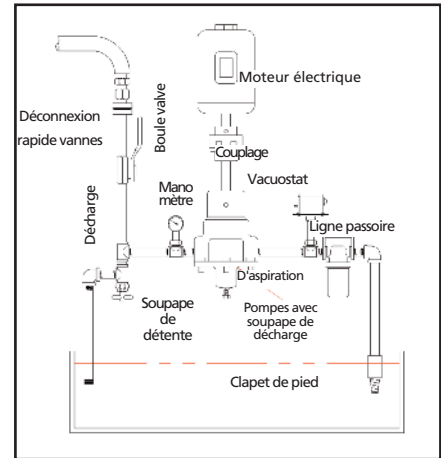 Moteur électrique
Déconnexion
rapide vannes
Boule valve
Couplage
Vacuostat
Mano
mètre
Ligne passoire
Décharge
D'aspiration
Soupape
de
détente
Pompes avec
soupape de
décharge
Clapet de pied